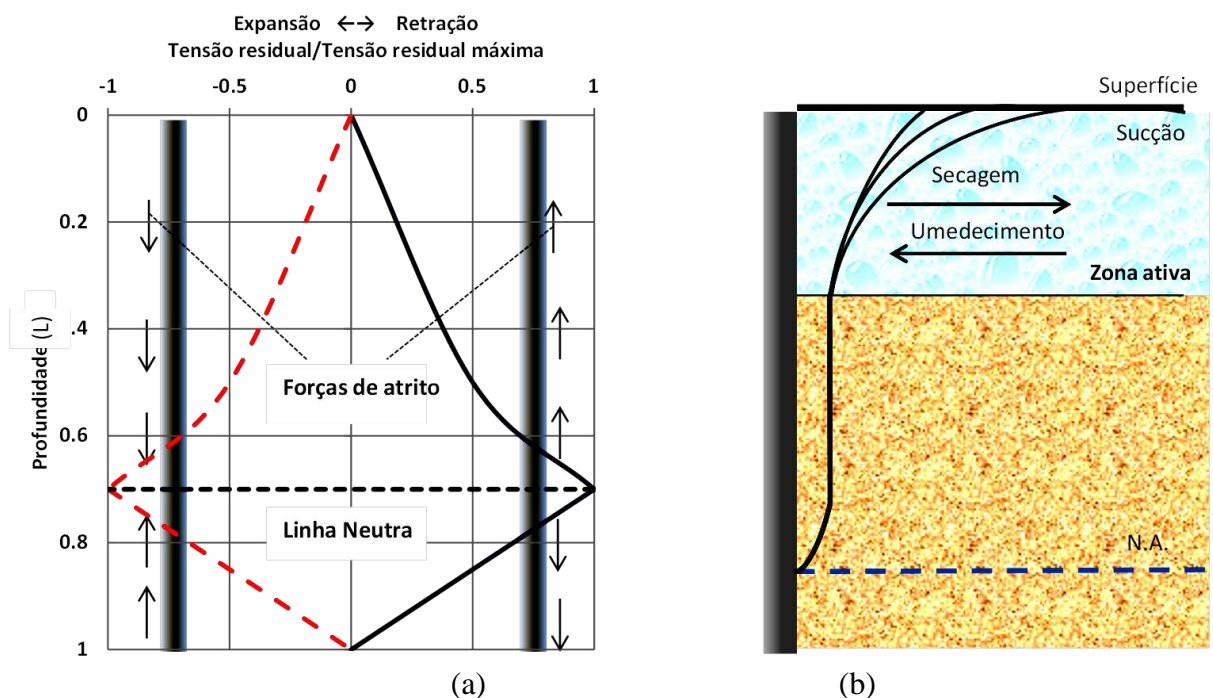 Expansão ←→ Retração
Tensão residual/Tensão residual máxima
-1 -0.5 0 0.5 1
0
0.2
.4
0.6
0.8
1
Profundidade (L)
Forças de atrito
Linha Neutra
(a)
Superfície
Sucção
Secagem
Umedecimento
Zona ativa
N.A.
(b)